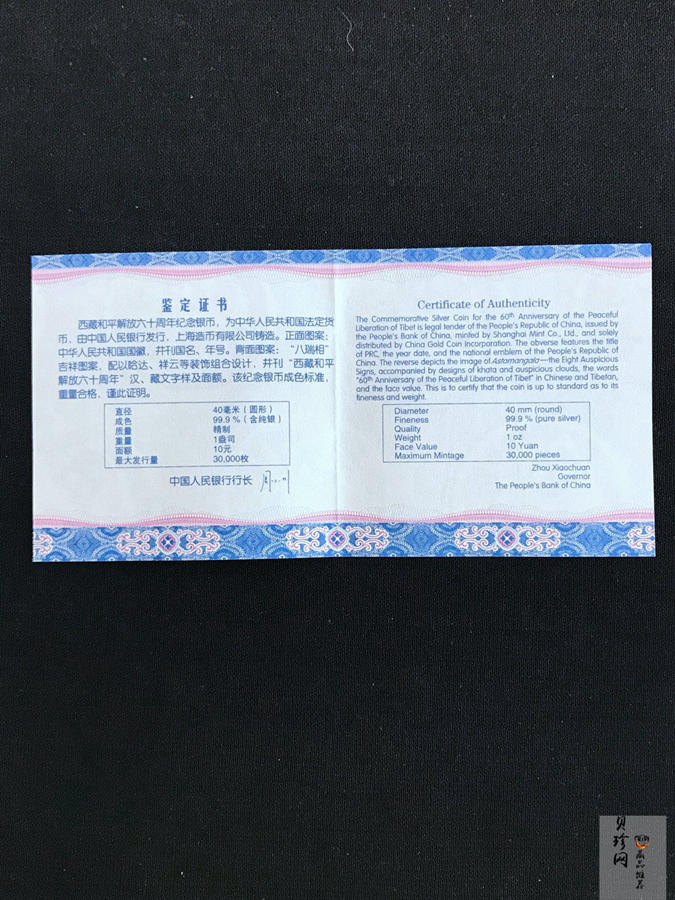 鉴定证书
西藏和平解放六十周年纪念银币，为中华人民共和国法定货
币，由中国人民银行发行，上海造币有限公司铸造。正面图案：
中华人民共和国国徽，并刊国名、年号。背面图案：“八瑞相”
吉祥图案，配以哈达、祥云等装饰组合设计，并刊“西藏和平
解放六十周年”汉、藏文字样及面额。该纪念银币成色标准，
重量合格，谨此证明。
直径 40毫米（圆形）
成色 99.9%（含纯银）
质量 精制
重量 1盎司
面额 10元
最大发行量 30,000枚
中国人民银行行长
Certificate of Authenticity
The Commemorative Silver Coin for the 60th Anniversary of the Peaceful
Liberation of Tibet is legal tender of the People's Republic of China, issued by
the People's Bank of China, minted by Shanghai Mint Co., Ltd., and solely
distributed by China Gold Coin Incorporation. The obverse features the title
of PRC, the year date, and the national emblem of the People's Republic of
China. The reverse depicts the image of Astamangala—the Eight Auspicious
Signs, accompanied by designs of khata and auspicious clouds, the words
"60th Anniversary of the Peaceful Liberation of Tibet" in Chinese and Tibetan,
and the face value. This is to certify that the coin is up to standard as to its
fineness and weight.
Diameter 40 mm (round)
Fineness 99.9 % (pure silver)
Quality Proof
Weight 1 oz
Face Value 10 Yuan
Maximum Mintage 30,000 pieces
Zhou Xiaochuan
Governor
The People's Bank of China
贝珍网
藏品推荐